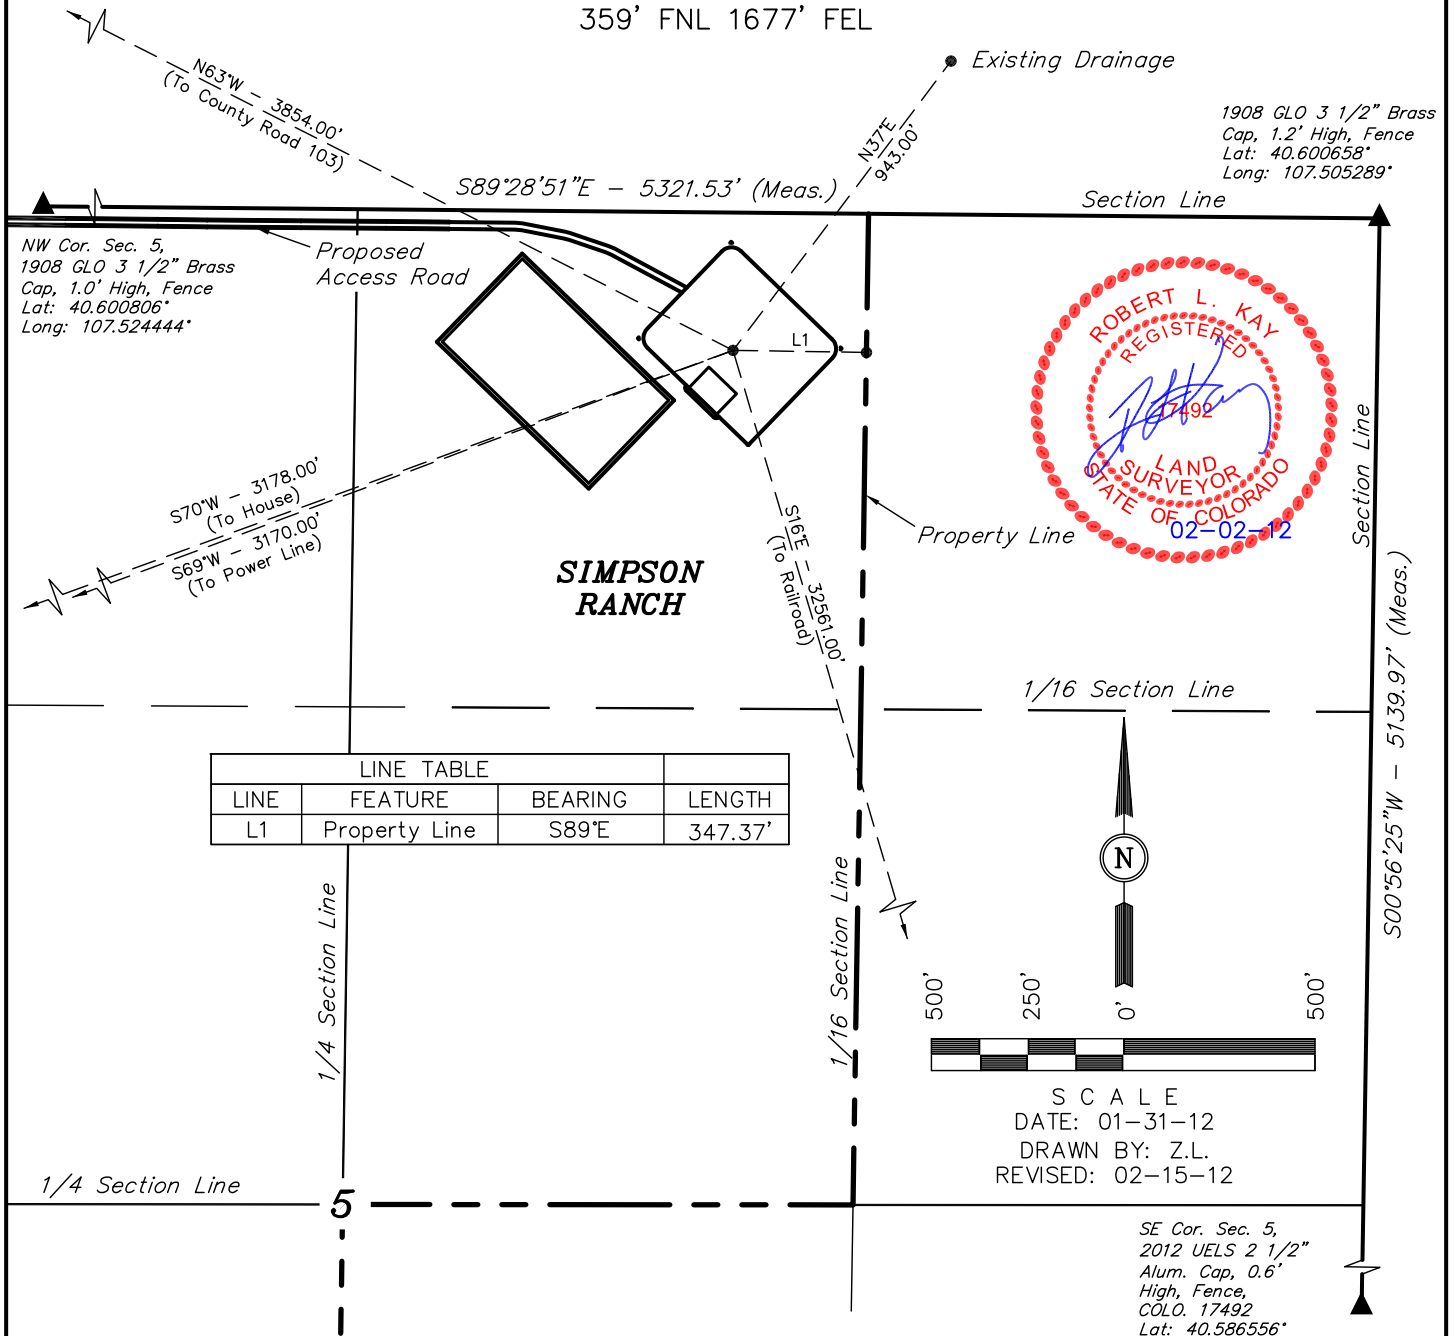 359' FNL 1677' FEL
Existing Drainage
N63°W - 3854.00'
(To County Road 103)
N37°E
943.00'
1908 GLO 3 1/2" Brass
Cap, 1.2' High, Fence
Lat: 40.600658°
Long: 107.505289°
S89°28'51"E - 5321.53' (Meas.)
Section Line
NW Cor. Sec. 5,
1908 GLO 3 1/2" Brass
Cap, 1.0' High, Fence
Lat: 40.600806°
Long: 107.524444°
Proposed
Access Road
L1
ROBERT L. KAY
REGISTERED
17492
LAND
SURVEYOR
STATE OF COLORADO
02-02-12
Section Line
S70°W - 3178.00'
(To House)
S69°W - 3170.00'
(To Power Line)
S16°E - 32561.00'
(To Railroad)
Property Line
SIMPSON
RANCH
S00°56'25"W - 5139.97' (Meas.)
1/16 Section Line
LINE TABLE
LINE FEATURE BEARING LENGTH
L1 Property Line S89°E 347.37'
N
1/4 Section Line
1/16 Section Line
500' 250' 0' 500'
SCALE
DATE: 01-31-12
DRAWN BY: Z.L.
REVISED: 02-15-12
1/4 Section Line
5
SE Cor. Sec. 5,
2012 UELS 2 1/2"
Alum. Cap, 0.6'
High, Fence,
COLO. 17492
Lat: 40.586556°